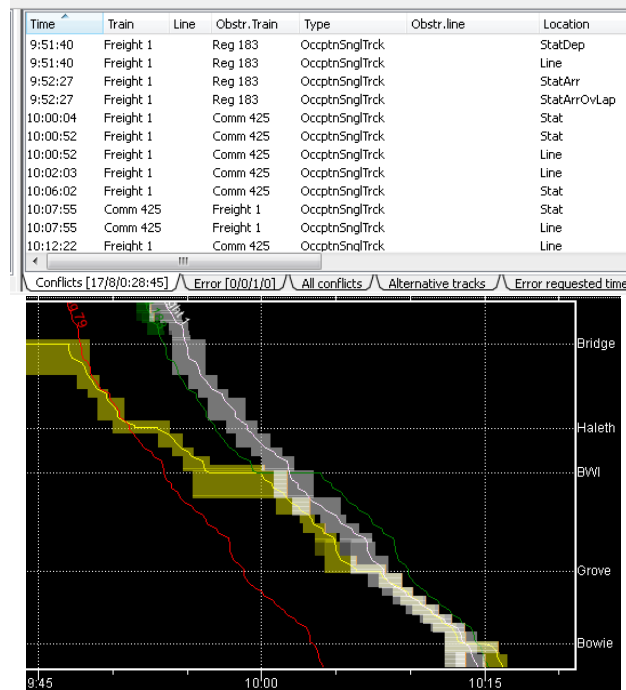 Time Train Line Obstr.Train Type Obstr.line Location
9:51:40 Freight 1 Reg 183 OccptnSnglTrck StatDep
9:51:40 Freight 1 Reg 183 OccptnSnglTrck Line
9:52:27 Freight 1 Reg 183 OccptnSnglTrck StatArr
9:52:27 Freight 1 Reg 183 OccptnSnglTrck StatArrOvLap
10:00:04 Freight 1 Comm 425 OccptnSnglTrck Stat
10:00:52 Freight 1 Comm 425 OccptnSnglTrck Stat
10:00:52 Freight 1 Comm 425 OccptnSnglTrck Line
10:02:03 Freight 1 Comm 425 OccptnSnglTrck Line
10:06:02 Freight 1 Comm 425 OccptnSnglTrck Stat
10:07:55 Comm 425 Freight 1 OccptnSnglTrck Stat
10:07:55 Comm 425 Freight 1 OccptnSnglTrck Line
10:12:22 Freight 1 Comm 425 OccptnSnglTrck Line
Conflicts [17/8/0:28:45] Error [0/0/1/0] All conflicts Alternative tracks Error requested time
Bridge
Haleth
BWI
Grove
Bowie
9:45 10:00 10:15